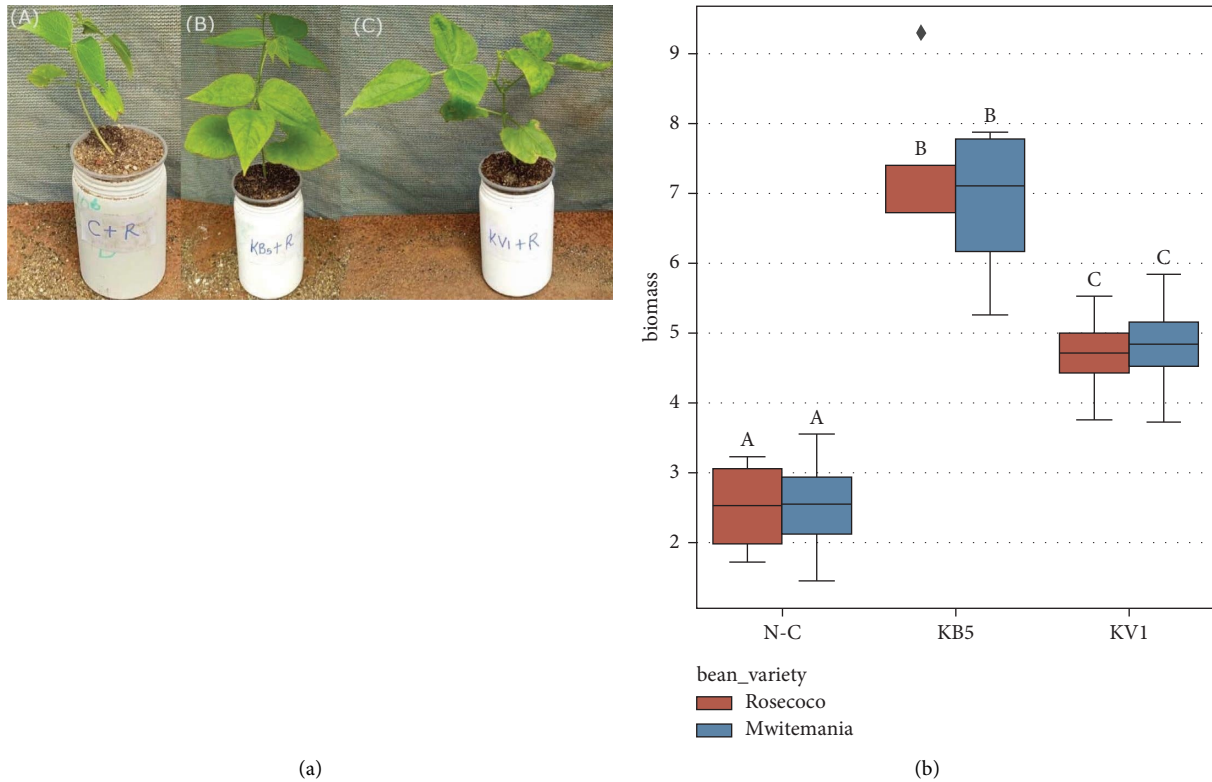 (A)
(B)
(C)
C + R
KB5 + R
KV1 + R
(a)
biomass
9
8
7
6
5
4
3
2
A
A
B
B
C
C
N-C
KB5
KV1
bean_variety
Rosecoco
Mwitemania
(b)